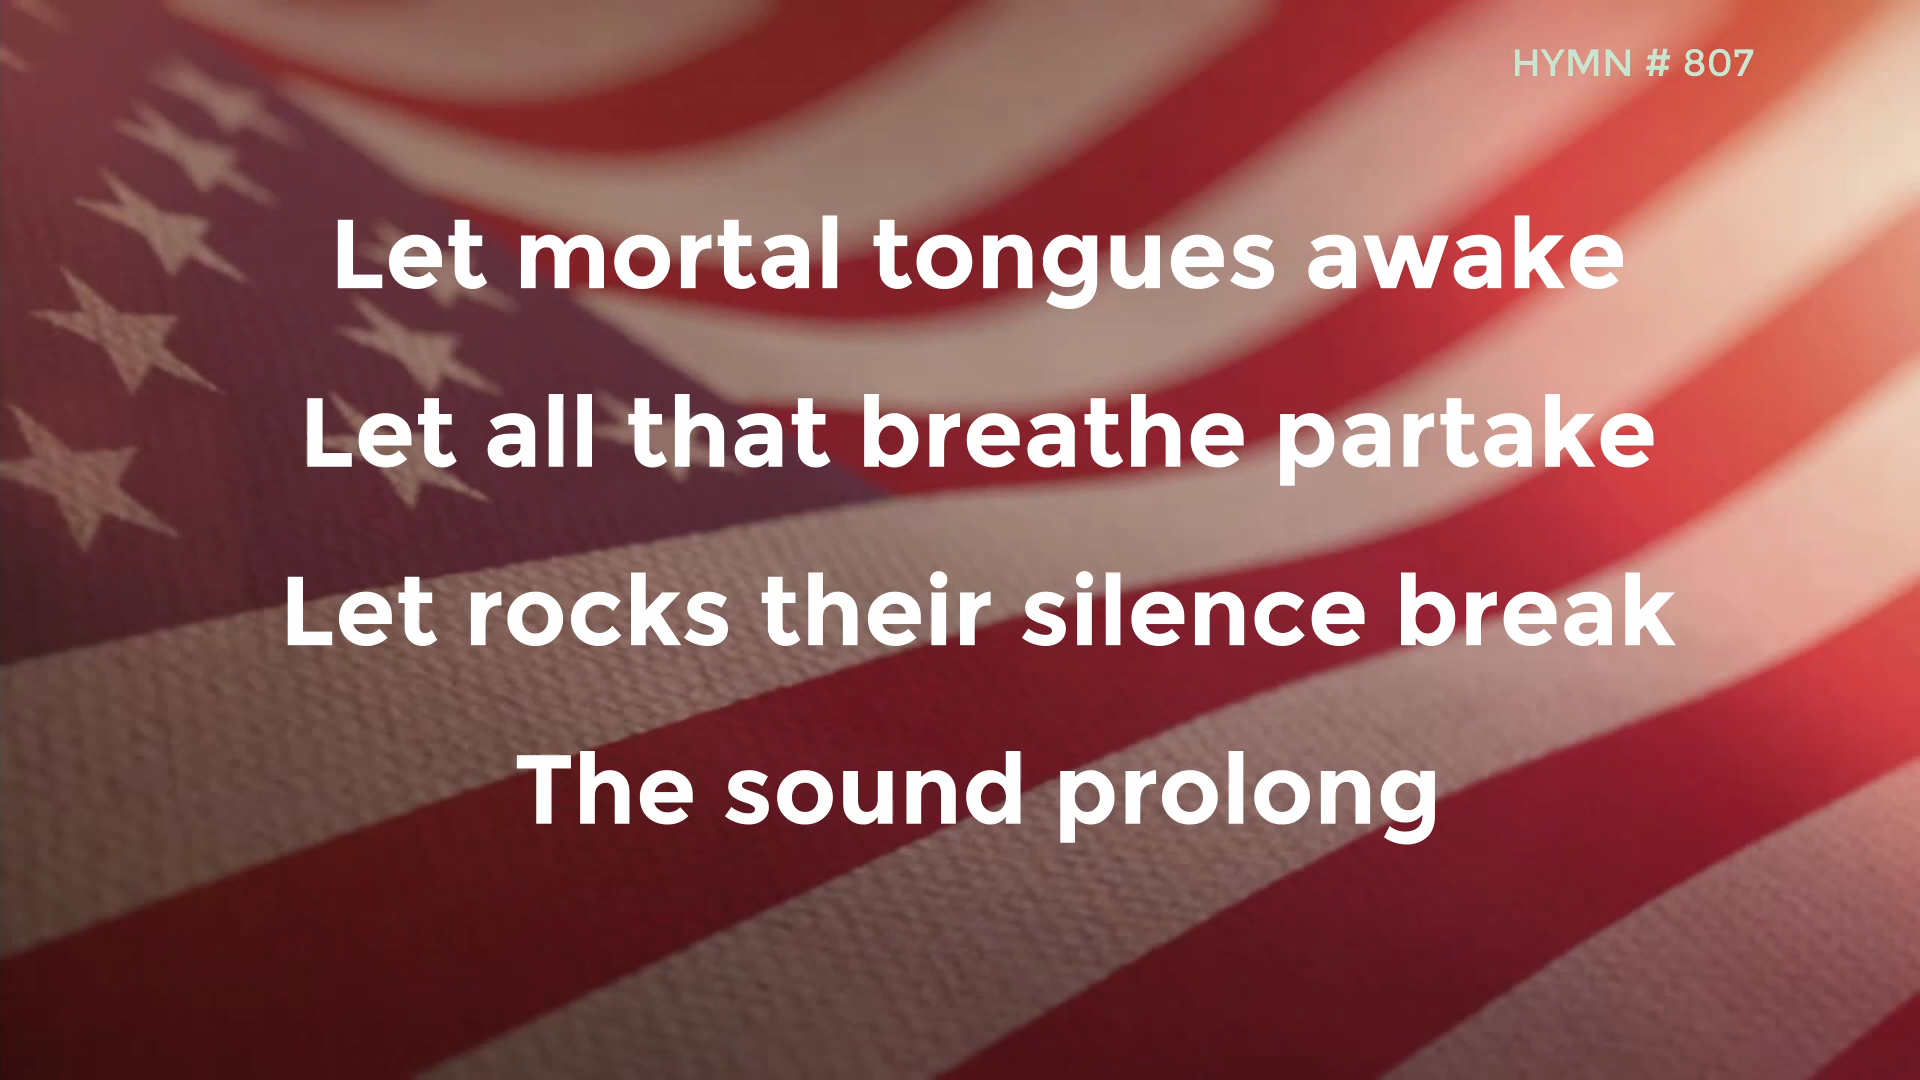 HYMN # 807
Let mortal tongues awake
Let all that breathe partake
Let rocks their silence break
The sound prolong